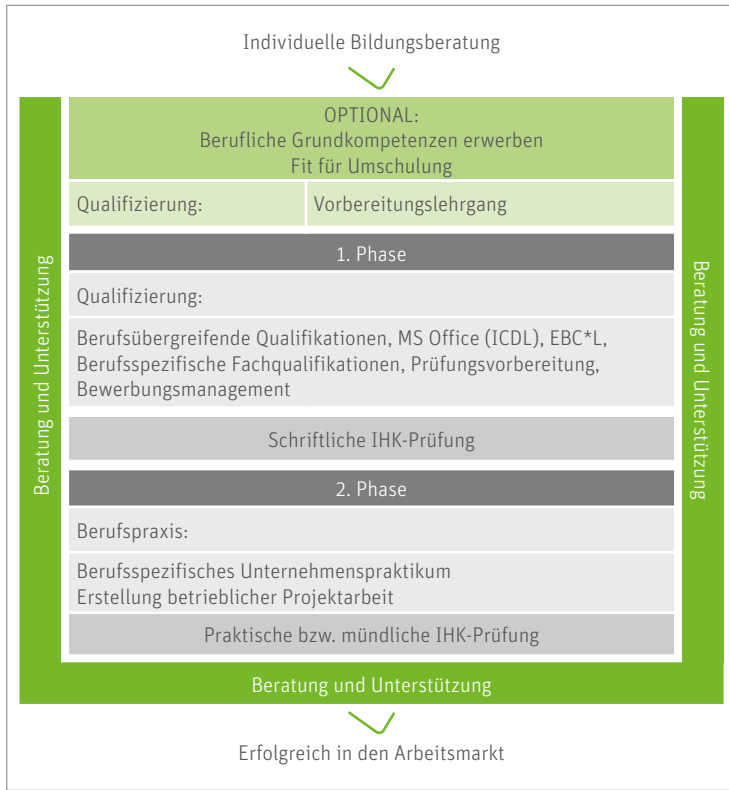 Individuelle Bildungsberatung
OPTIONAL:
Berufliche Grundkompetenzen erwerben
Fit für Umschulung
Qualifizierung: Vorbereitungslehrgang
1. Phase
Qualifizierung:
Berufsübergreifende Qualifikationen, MS Office (ICDL), EBC*L,
Berufsspezifische Fachqualifikationen, Prüfungsvorbereitung,
Bewerbungsmanagement
Schriftliche IHK-Prüfung
2. Phase
Berufspraxis:
Berufsspezifisches Unternehmenspraktikum
Erstellung betrieblicher Projektarbeit
Praktische bzw. mündliche IHK-Prüfung
Beratung und Unterstützung
Beratung und Unterstützung
Beratung und Unterstützung
Erfolgreich in den Arbeitsmarkt